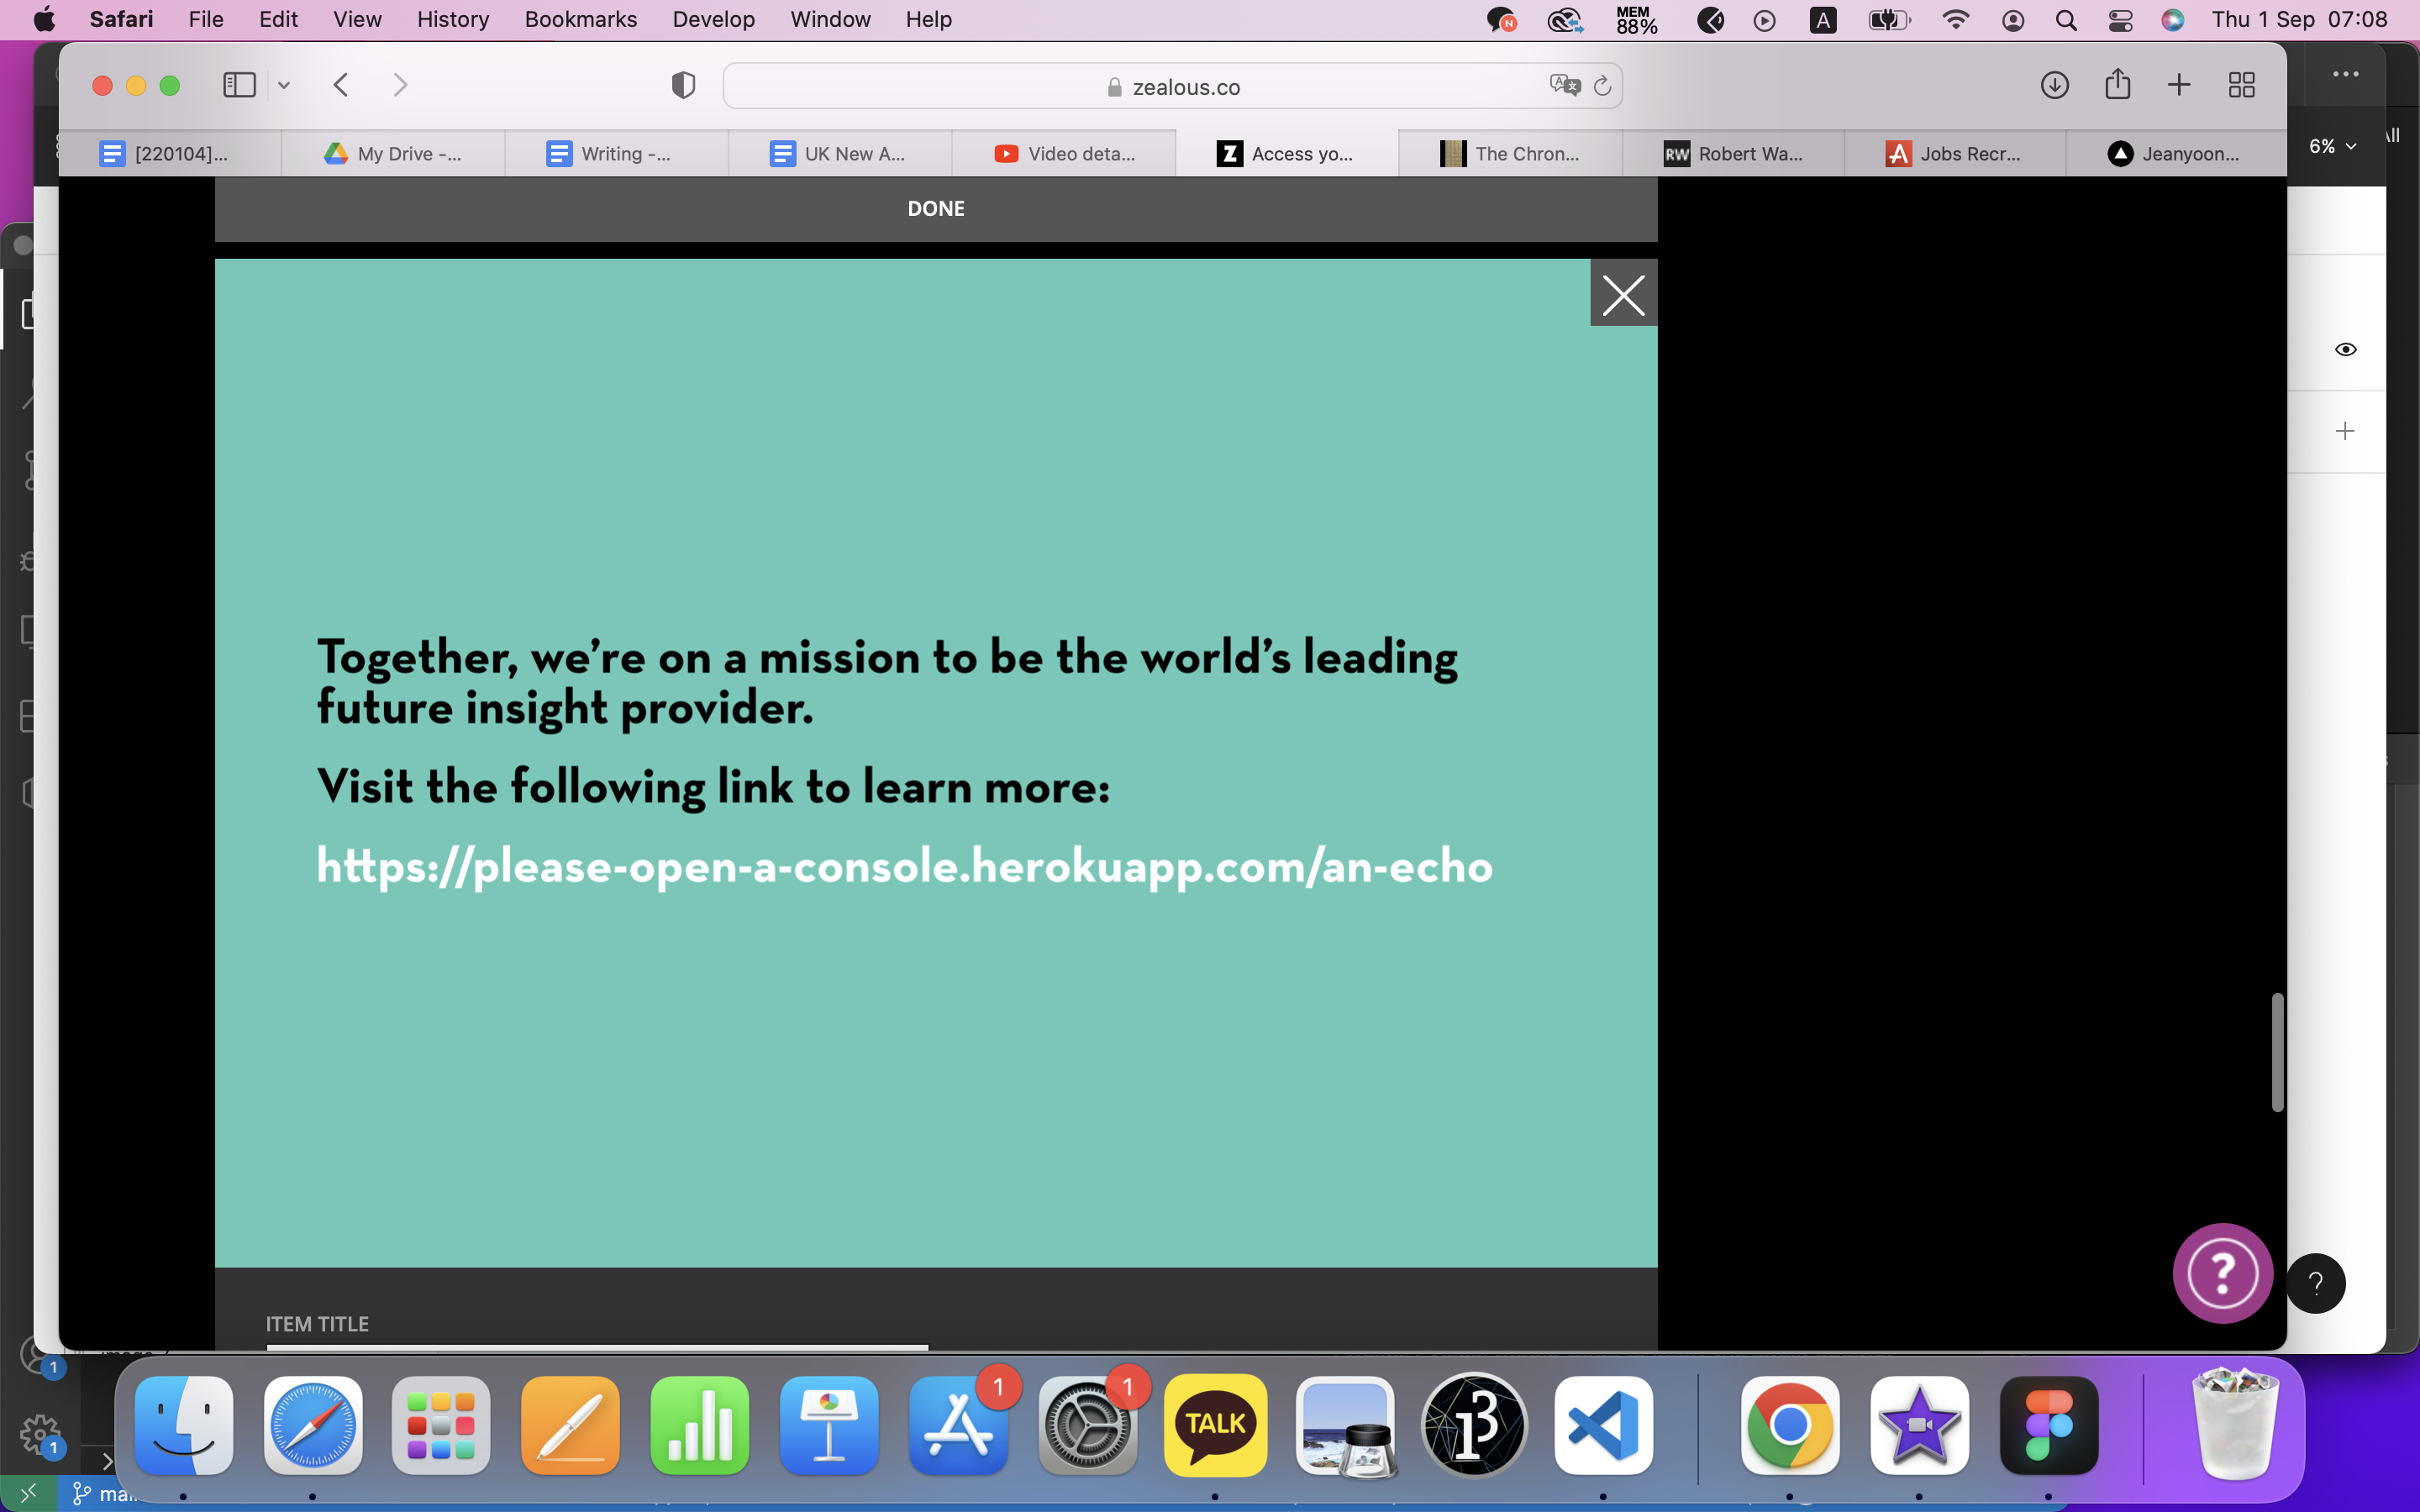 Safari File Edit View History Bookmarks Develop Window Help MEM 88% A Thu 1 Sep 07:08
zealous.co
[220104]... My Drive -... Writing -... UK New A... Video deta... Access yo... The Chron... RW Robert Wa... Jobs Recr... Jeanyoon... 6%
DONE
Together, we’re on a mission to be the world’s leading
future insight provider.
Visit the following link to learn more:
https://please-open-a-console.herokuapp.com/an-echo
ITEM TITLE
?
?
1
1
1
1
TALK